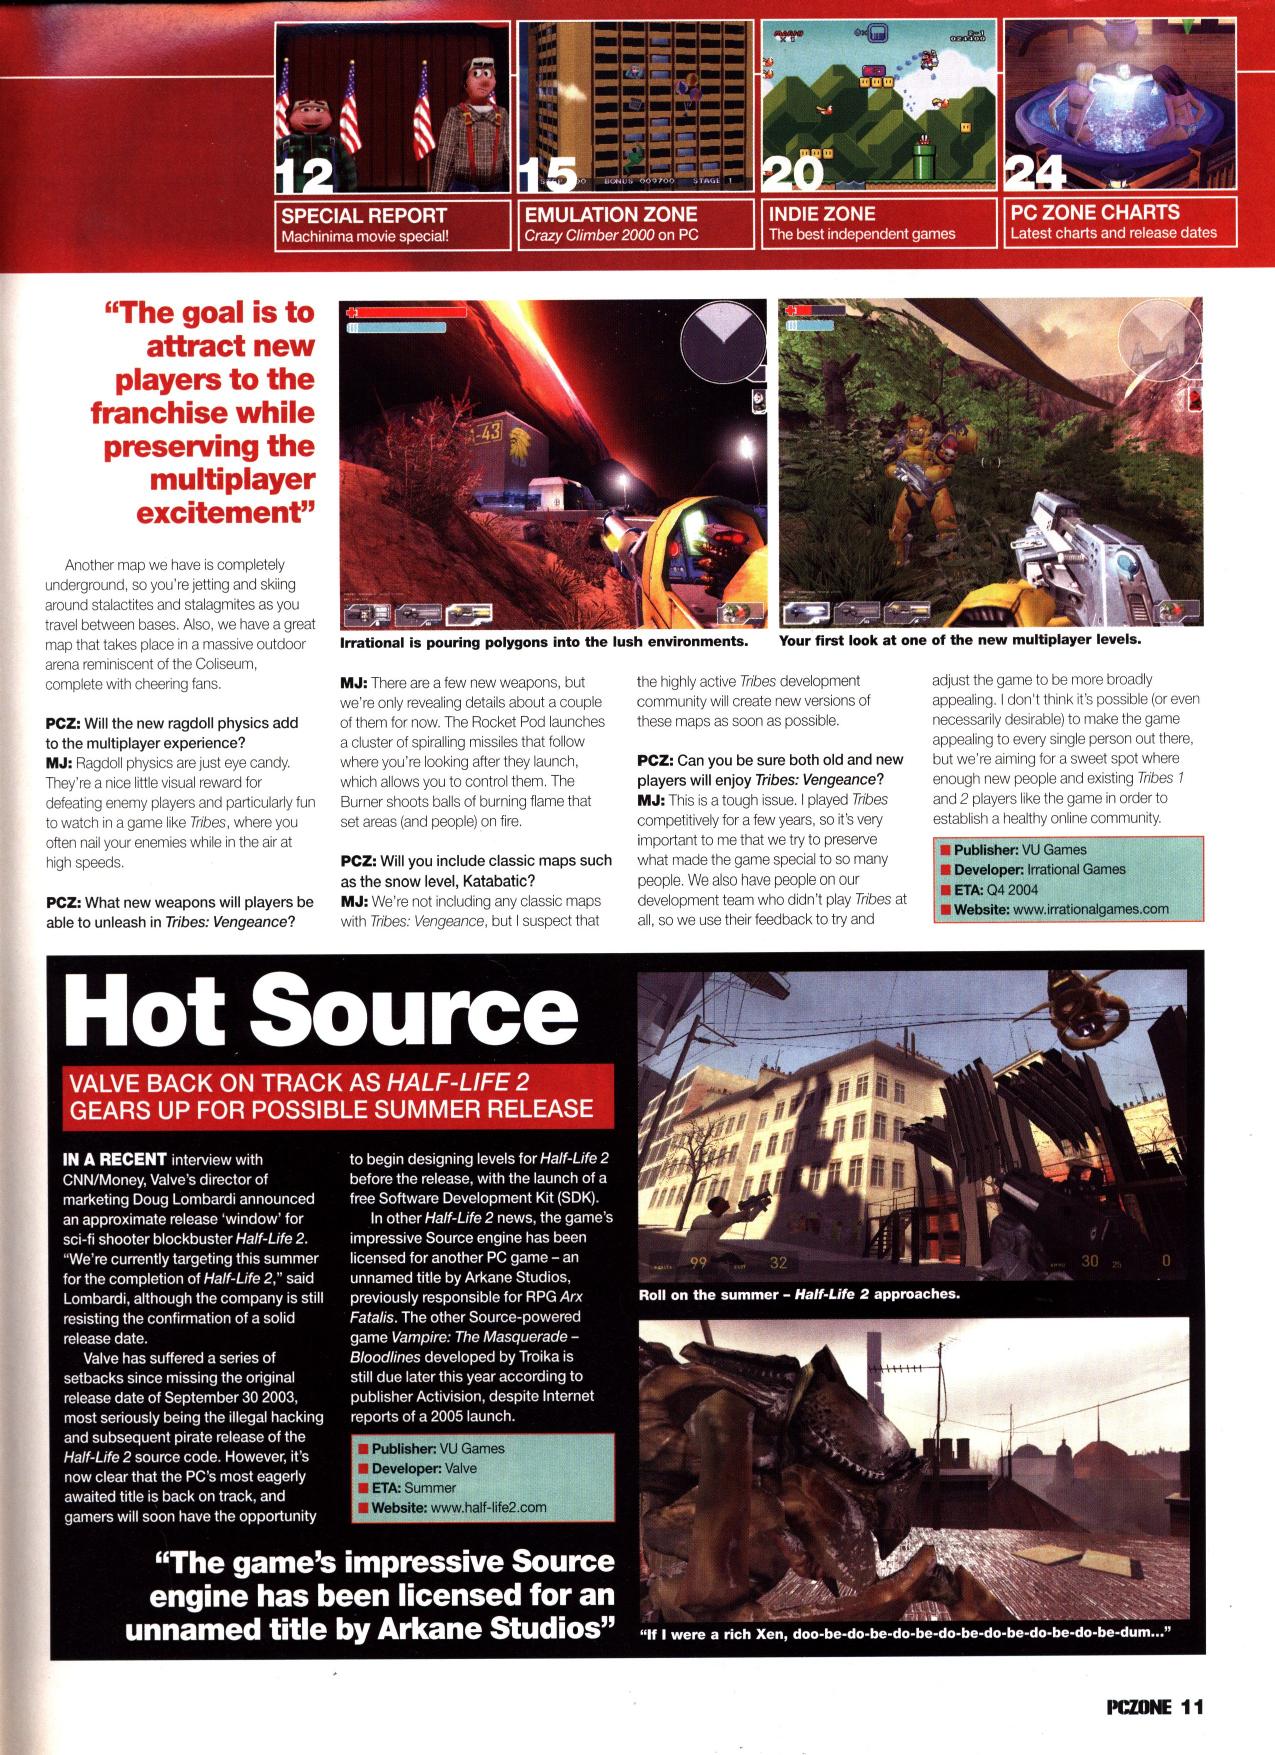 12
SPECIAL REPORT
Machinima movie special!
15
BONUS 009700 STAGE 1
EMULATION ZONE
Crazy Climber 2000 on PC
20
INDIE ZONE
The best independent games
24
PC ZONE CHARTS
Latest charts and release dates
“The goal is to
attract new
players to the
franchise while
preserving the
multiplayer
excitement”
Another map we have is completely
underground, so you're jetting and skiing
around stalactites and stalagmites as you
travel between bases. Also, we have a great
map that takes place in a massive outdoor
arena reminiscent of the Coliseum,
complete with cheering fans.
PCZ: Will the new ragdoll physics add
to the multiplayer experience?
MJ: Ragdoll physics are just eye candy.
They're a nice little visual reward for
defeating enemy players and particularly fun
to watch in a game like Tribes, where you
often nail your enemies while in the air at
high speeds.
PCZ: What new weapons will players be
able to unleash in Tribes: Vengeance?
-43
Irrational is pouring polygons into the lush environments.
Your first look at one of the new multiplayer levels.
MJ: There are a few new weapons, but
we're only revealing details about a couple
of them for now. The Rocket Pod launches
a cluster of spiralling missiles that follow
where you're looking after they launch,
which allows you to control them. The
Burner shoots balls of burning flame that
set areas (and people) on fire.
PCZ: Will you include classic maps such
as the snow level, Katabatic?
MJ: We're not including any classic maps
with Tribes: Vengeance, but I suspect that
the highly active Tribes development
community will create new versions of
these maps as soon as possible.
PCZ: Can you be sure both old and new
players will enjoy Tribes: Vengeance?
MJ: This is a tough issue. I played Tribes
competitively for a few years, so it's very
important to me that we try to preserve
what made the game special to so many
people. We also have people on our
development team who didn't play Tribes at
all, so we use their feedback to try and
adjust the game to be more broadly
appealing. I don't think it's possible (or even
necessarily desirable) to make the game
appealing to every single person out there,
but we're aiming for a sweet spot where
enough new people and existing Tribes 1
and 2 players like the game in order to
establish a healthy online community.
Publisher: VU Games
Developer: Irrational Games
ETA: Q4 2004
Website: www.irrationalgames.com
Hot Source
VALVE BACK ON TRACK AS HALF-LIFE 2
GEARS UP FOR POSSIBLE SUMMER RELEASE
IN A RECENT interview with
CNN/Money, Valve's director of
marketing Doug Lombardi announced
an approximate release ‘window’ for
sci-fi shooter blockbuster Half-Life 2.
“We're currently targeting this summer
for the completion of Half-Life 2,” said
Lombardi, although the company is still
resisting the confirmation of a solid
release date.
Valve has suffered a series of
setbacks since missing the original
release date of September 30 2003,
most seriously being the illegal hacking
and subsequent pirate release of the
Half-Life 2 source code. However, it's
now clear that the PC's most eagerly
awaited title is back on track, and
gamers will soon have the opportunity
to begin designing levels for Half-Life 2
before the release, with the launch of a
free Software Development Kit (SDK).
In other Half-Life 2 news, the game's
impressive Source engine has been
licensed for another PC game – an
unnamed title by Arkane Studios,
previously responsible for RPG Arx
Fatalis. The other Source-powered
game Vampire: The Masquerade –
Bloodlines developed by Troika is
still due later this year according to
publisher Activision, despite Internet
reports of a 2005 launch.
Publisher: VU Games
Developer: Valve
ETA: Summer
Website: www.half-life2.com
“The game's impressive Source
engine has been licensed for an
unnamed title by Arkane Studios”
99 32 30 25 0
Roll on the summer – Half-Life 2 approaches.
“If I were a rich Xen, doo-be-do-be-do-be-do-be-do-be-do-be-do-be-dum...”
PCZONE 11